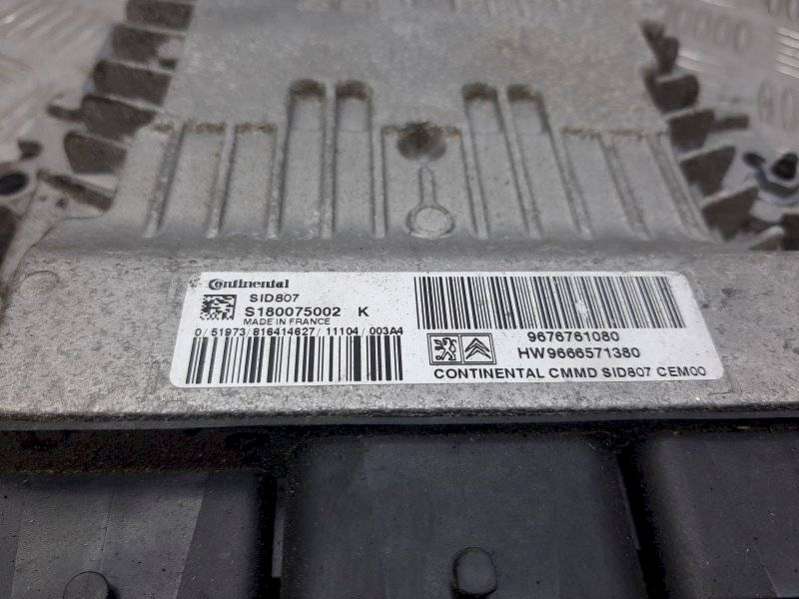 Continental
SID807
S180075002 K
MADE IN FRANCE
0/51973/816414627/11104/003A4
9676761080
HW9666571380
CONTINENTAL CMMD SID807 CEM00